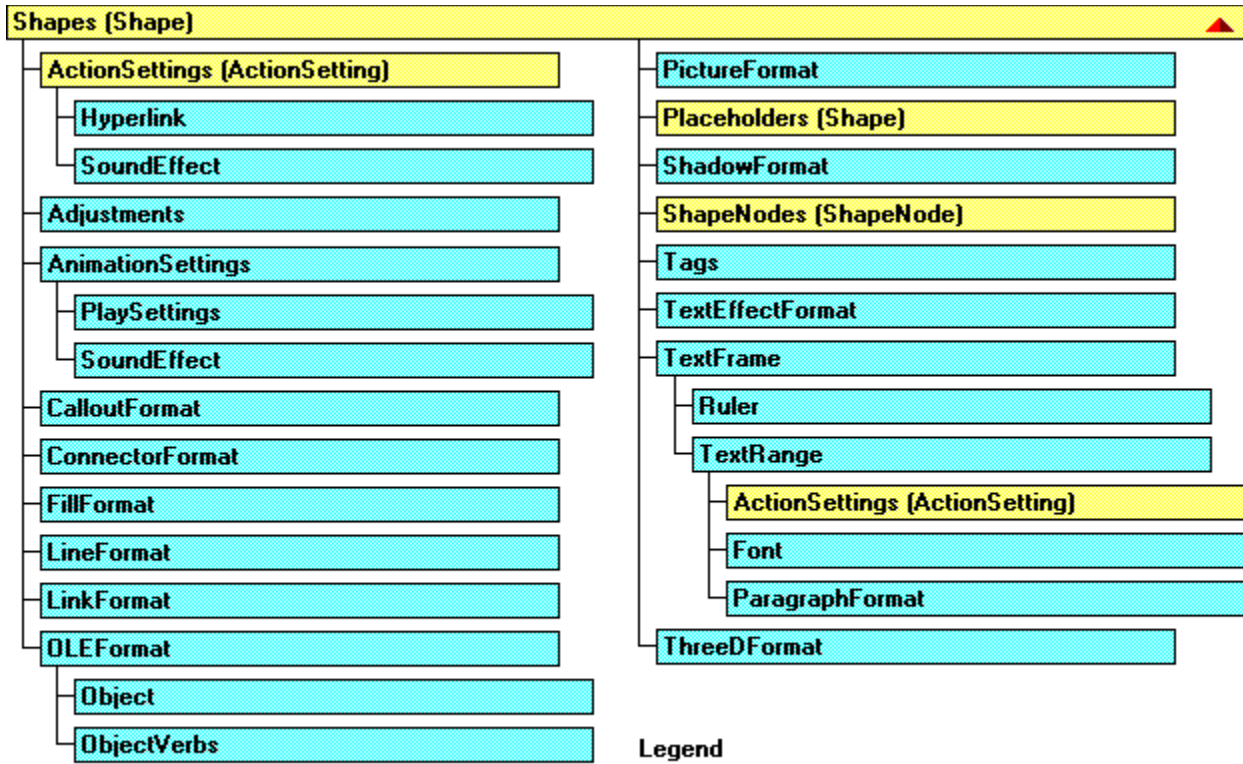 Shapes (Shape)
ActionSettings (ActionSetting)
Hyperlink
SoundEffect
Adjustments
AnimationSettings
PlaySettings
SoundEffect
CalloutFormat
ConnectorFormat
FillFormat
LineFormat
LinkFormat
OLEFormat
Object
ObjectVerbs
PictureFormat
Placeholders (Shape)
ShadowFormat
ShapeNodes (ShapeNode)
Tags
TextEffectFormat
TextFrame
Ruler
TextRange
ActionSettings (ActionSetting)
Font
ParagraphFormat
ThreeDFormat
Legend